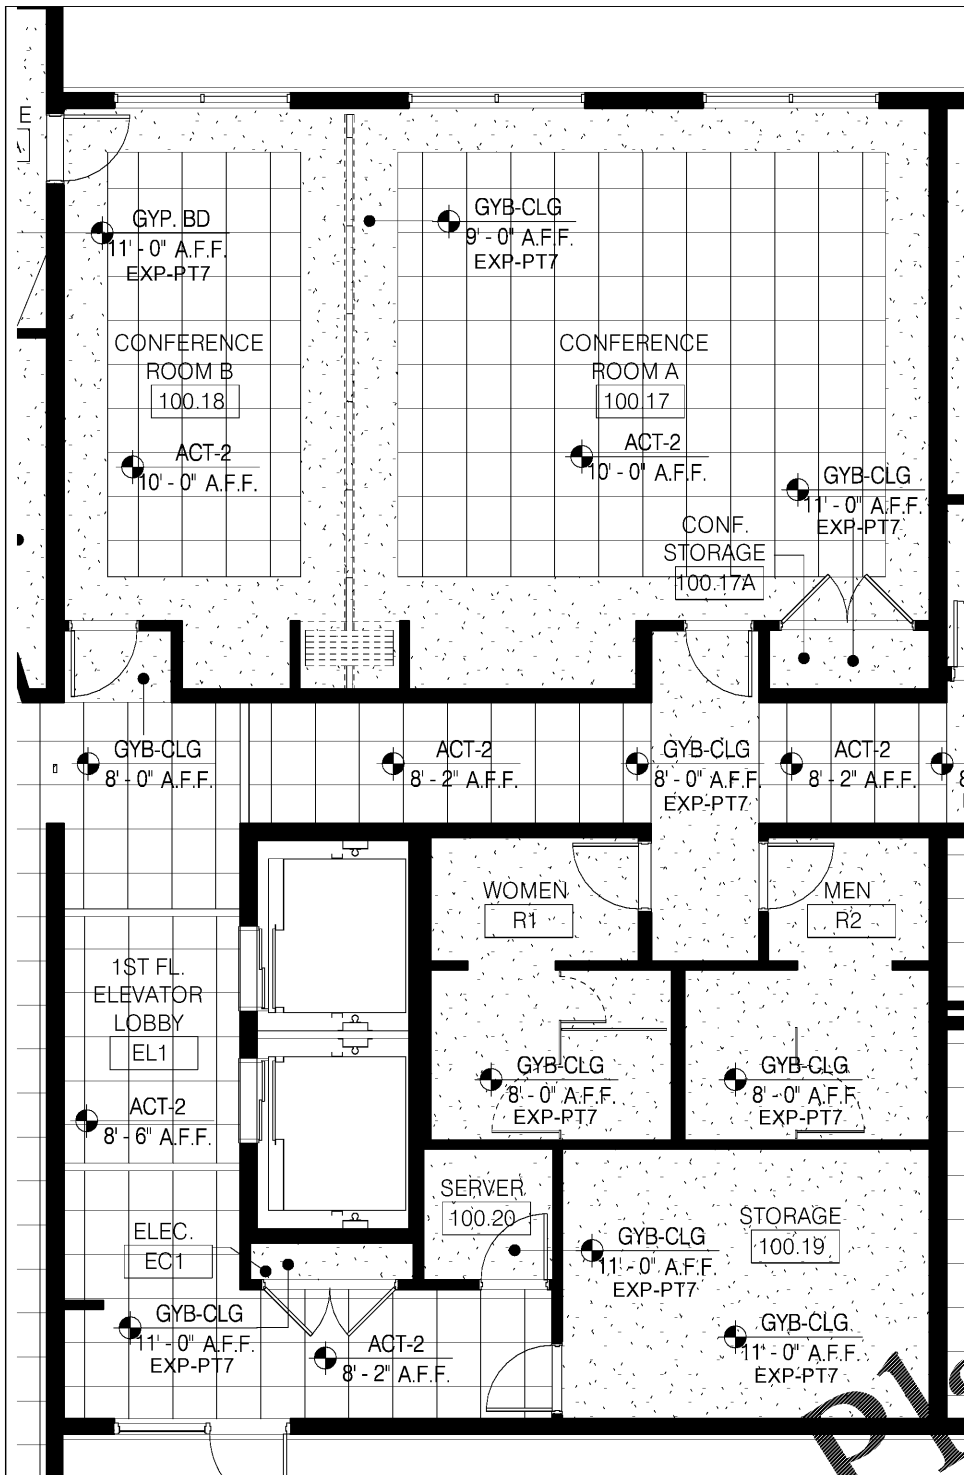 E
GYP. BD
11' - 0" A.F.F.
EXP-PT7
GYB-CLG
9' - 0" A.F.F.
EXP-PT7
CONFERENCE
ROOM B
100.18
CONFERENCE
ROOM A
100.17
ACT-2
10' - 0" A.F.F.
ACT-2
10' - 0" A.F.F.
GYB-CLG
11' - 0" A.F.F.
EXP-PT7
CONF.
STORAGE
100.17A
GYB-CLG
8' - 0" A.F.F.
ACT-2
8' - 2" A.F.F.
GYB-CLG
8' - 0" A.F.F.
EXP-PT7
ACT-2
8' - 2" A.F.F.
WOMEN
R1
MEN
R2
1ST FL.
ELEVATOR
LOBBY
EL1
ACT-2
8' - 6" A.F.F.
GYB-CLG
8' - 0" A.F.F.
EXP-PT7
GYB-CLG
8' - 0" A.F.F.
EXP-PT7
SERVER
100.20
STORAGE
100.19
ELEC.
EC1
GYB-CLG
11' - 0" A.F.F.
EXP-PT7
GYB-CLG
11' - 0" A.F.F.
EXP-PT7
ACT-2
8' - 2" A.F.F.
GYB-CLG
11' - 0" A.F.F.
EXP-PT7
Pla